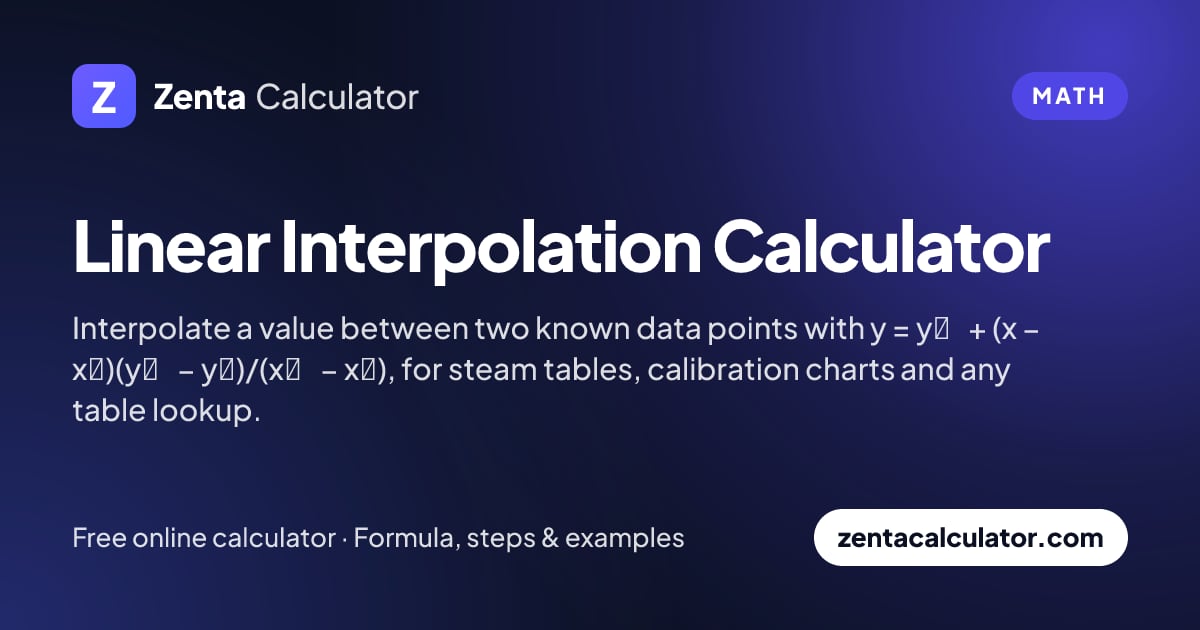 Z Zenta Calculator
MATH
Linear Interpolation Calculator
Interpolate a value between two known data points with y = y▯ + (x –
x▯)(y▯ – y▯)/(x▯ – x▯), for steam tables, calibration charts and any
table lookup.
Free online calculator · Formula, steps & examples
zentacalculator.com